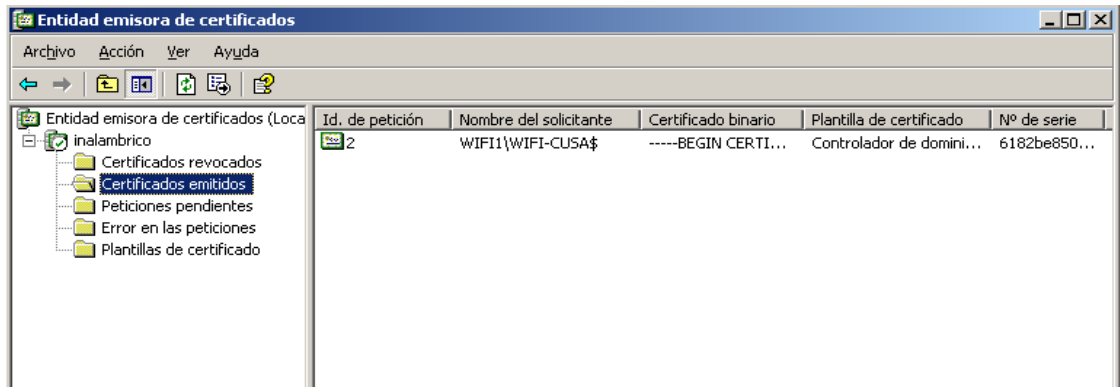 Entidad emisora de certificados
Archivo Acción Ver Ayuda
Entidad emisora de certificados (Loca
inalambrico
Certificados revocados
Certificados emitidos
Peticiones pendientes
Error en las peticiones
Plantillas de certificado
Id. de petición Nombre del solicitante Certificado binario Plantilla de certificado Nº de serie
2 WIFI1\WIFI-CUSA$ -----BEGIN CERTI... Controlador de domini... 6182be850...